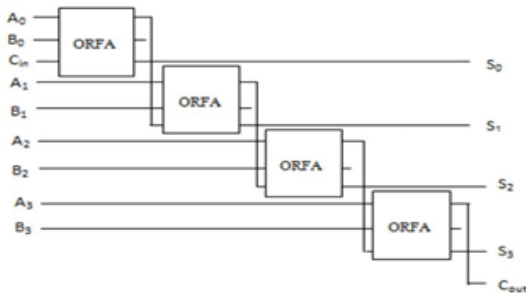 A₀
B₀
Cᵢₙ
ORFA
S₀
A₁
B₁
ORFA
S₁
A₂
B₂
ORFA
S₂
A₃
B₃
ORFA
S₃
Cₒᵤₜ